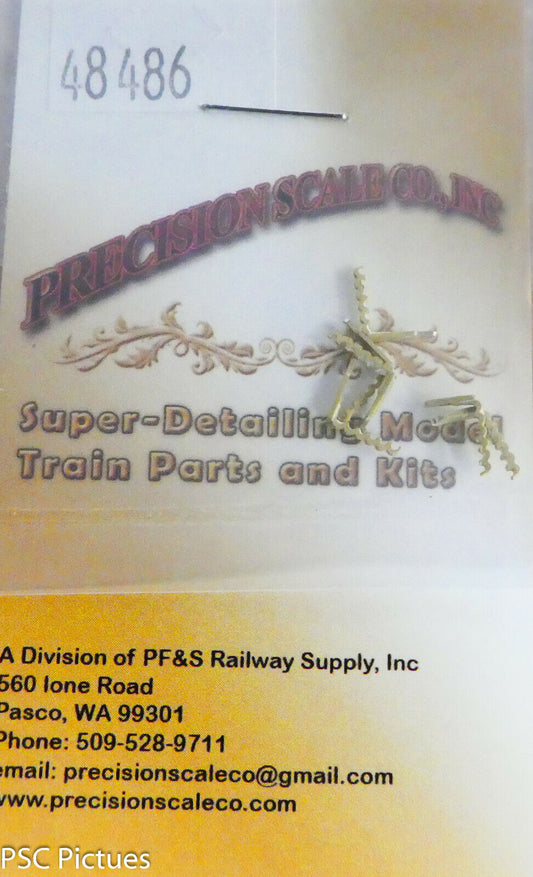 48486
PRECISION SCALE CO., INC
Super-Detailing Model
Train Parts and Kits
A Division of PF&S Railway Supply, Inc
560 Ione Road
Pasco, WA 99301
Phone: 509-528-9711
email: precisionscaleco@gmail.com
www.precisionscaleco.com
PSC Pictues